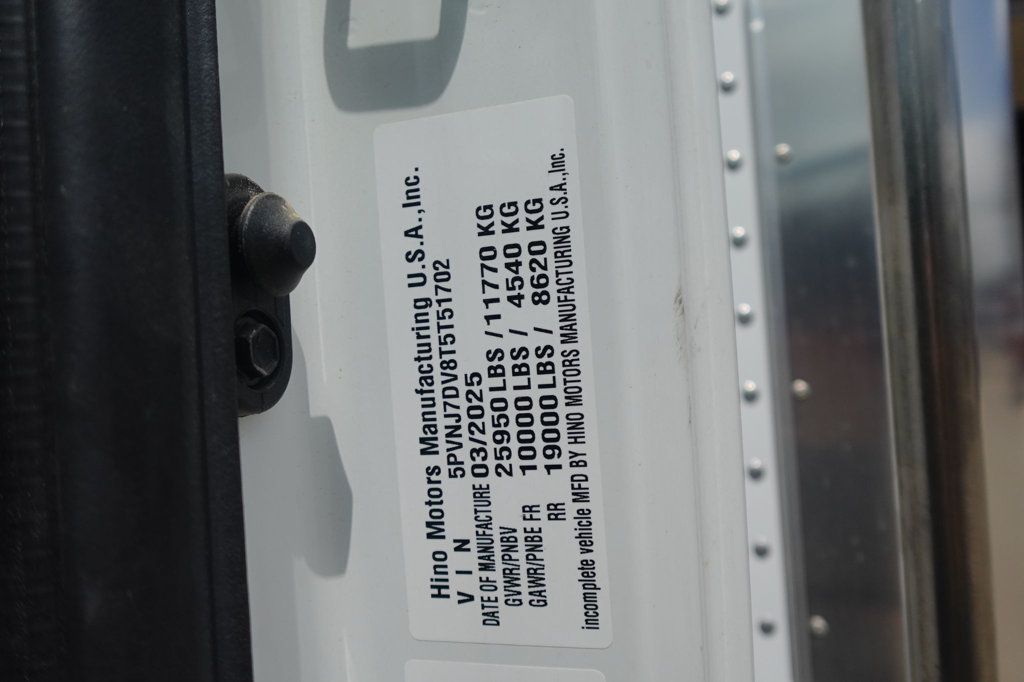 Hino Motors Manufacturing U.S.A.,Inc.
V I N 5PVNJ7DV8T5T51702
DATE OF MANUFACTURE 03/2025
GVWR/PNBV 25950 LBS / 11770 KG
GAWR/PNBE FR 10000 LBS / 4540 KG
RR 19000 LBS / 8620 KG
incomplete vehicle MFD BY HINO MOTORS MANUFACTURING U.S.A.,Inc.